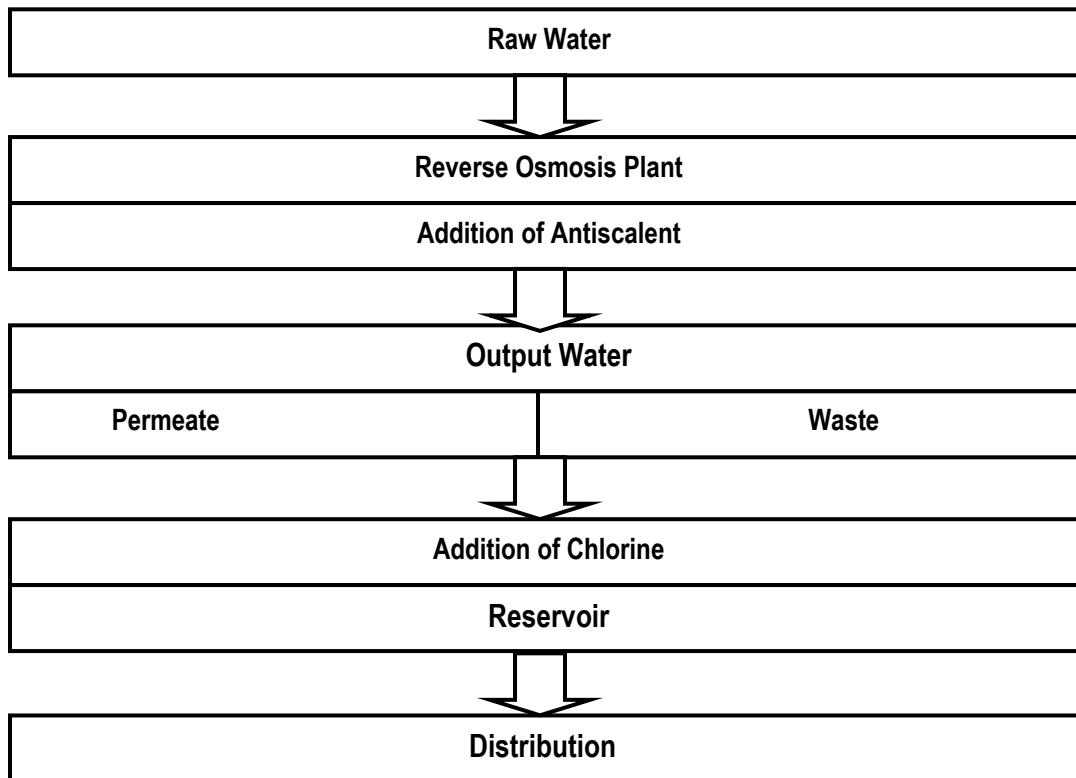 Raw Water
Reverse Osmosis Plant
Addition of Antiscalent
Output Water
Permeate
Waste
Addition of Chlorine
Reservoir
Distribution